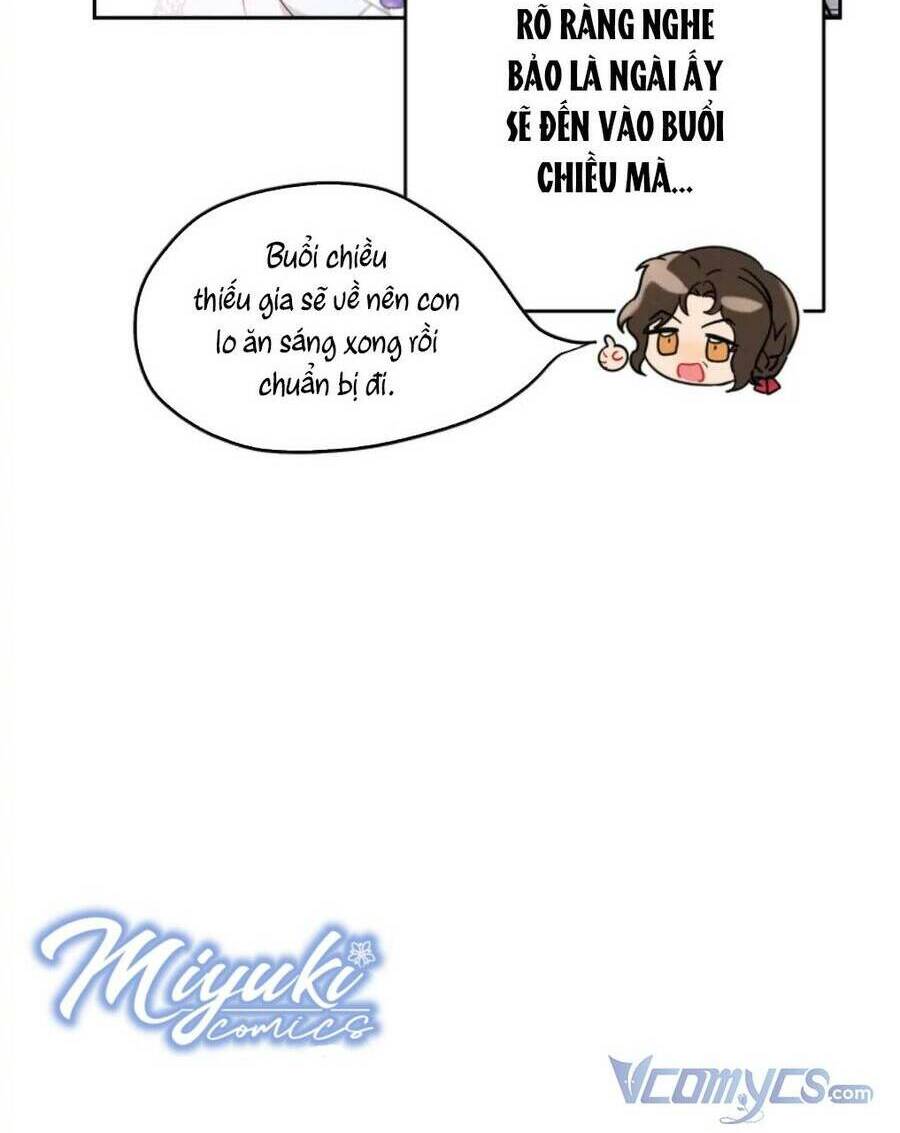 RÕ RÀNG NGHE
BẢO LÀ NGÀI ẤY
SẼ ĐẾN VÀO BUỔI
CHIỀU MÀ...
Buổi chiều
thiếu gia sẽ về nên con
lo ăn sáng xong rồi
chuẩn bị đi.
Miyuki
comics
VCOMYCS.com